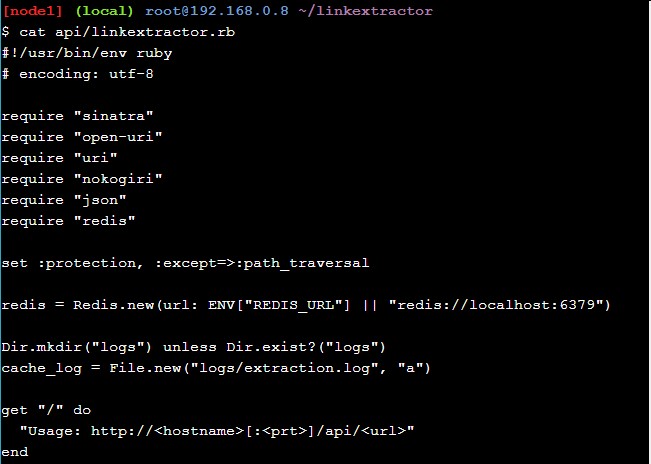 [node1] (local) root@192.168.0.8 ~/linkextractor
$ cat api/linkextractor.rb
#!/usr/bin/env ruby
# encoding: utf-8
require "sinatra"
require "open-uri"
require "uri"
require "nokogiri"
require "json"
require "redis"
set :protection, :except=>:path_traversal
redis = Redis.new(url: ENV["REDIS_URL"] || "redis://localhost:6379")
Dir.mkdir("logs") unless Dir.exist?("logs")
cache_log = File.new("logs/extraction.log", "a")
get "/" do
  "Usage: http://<hostname>[:<prt>]/api/<url>"
end